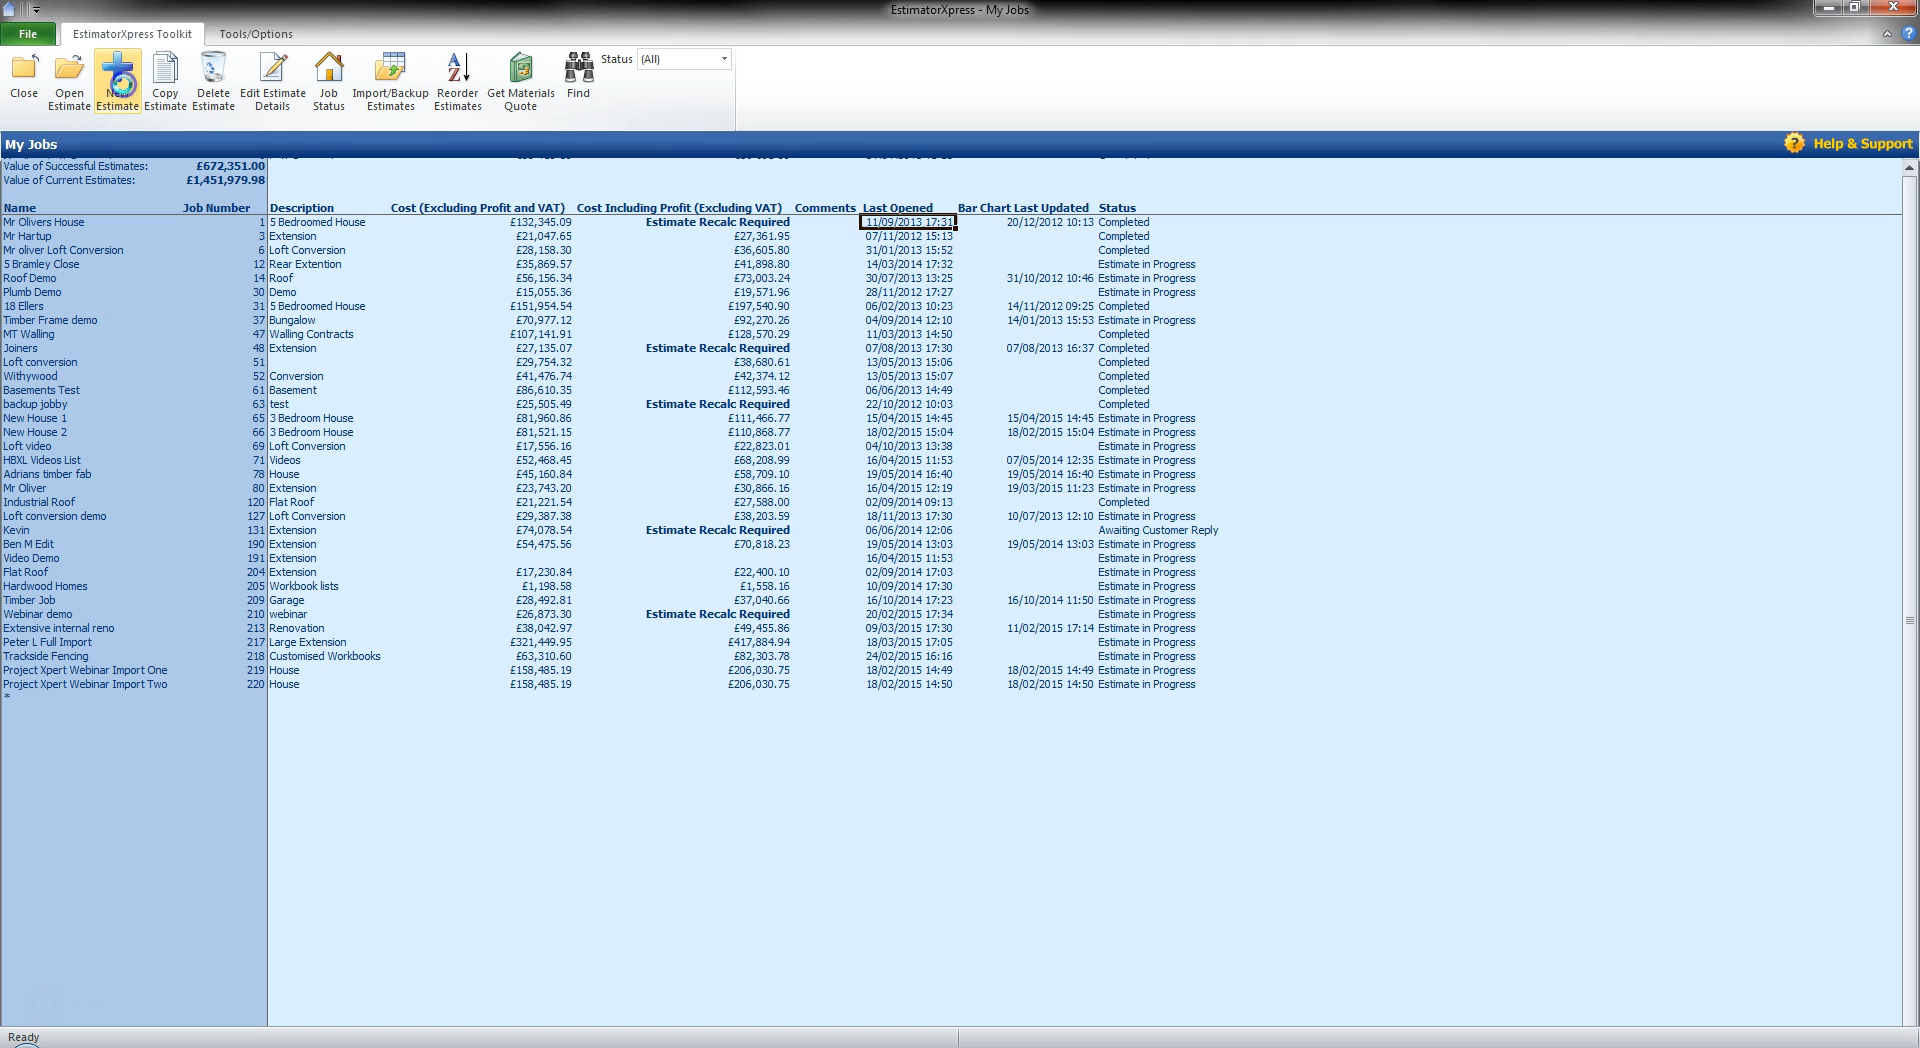 EstimatorXpress - My Jobs
File EstimatorXpress Toolkit Tools/Options
Close Open Estimate New Estimate Copy Estimate Delete Estimate Edit Estimate Details Job Status Import/Backup Estimates Reorder Estimates Get Materials Quote Find Status (All)
My Jobs Help & Support
Value of Successful Estimates: £672,351.00
Value of Current Estimates: £1,451,979.98
Name Job Number Description Cost (Excluding Profit and VAT) Cost Including Profit (Excluding VAT) Comments Last Opened Bar Chart Last Updated Status
Mr Olivers House 1 5 Bedroomed House £132,345.09 Estimate Recalc Required 11/09/2013 17:31 20/12/2012 10:13 Completed
Mr Hartup 3 Extension £21,047.65 £27,361.95 07/11/2012 15:13 Completed
Mr oliver Loft Conversion 6 Loft Conversion £28,158.30 £36,605.80 31/01/2013 15:52 Completed
5 Bramley Close 12 Rear Extention £35,869.57 £41,898.80 14/03/2014 17:32 Estimate in Progress
Roof Demo 14 Roof £56,156.34 £73,003.24 30/07/2013 13:25 31/10/2012 10:46 Estimate in Progress
Plumb Demo 30 Demo £15,055.36 £19,571.96 28/11/2012 17:27 Estimate in Progress
18 Ellers 31 5 Bedroomed House £151,954.54 £197,540.90 06/02/2013 10:23 14/11/2012 09:25 Completed
Timber Frame demo 37 Bungalow £70,977.12 £92,270.26 04/09/2014 12:10 14/01/2013 15:53 Estimate in Progress
MT Walling 47 Walling Contracts £107,141.91 £128,570.29 11/03/2013 14:50 Completed
Joiners 48 Extension £27,135.07 Estimate Recalc Required 07/08/2013 17:30 07/08/2013 16:37 Completed
Loft conversion 51 £29,754.32 £38,680.61 13/05/2013 15:06 Completed
Withywood 52 Conversion £41,476.74 £42,374.12 13/05/2013 15:07 Completed
Basements Test 61 Basement £86,610.35 £112,593.46 06/06/2013 14:49 Completed
backup jobby 63 test £25,505.49 Estimate Recalc Required 22/10/2012 10:03 Completed
New House 1 65 3 Bedroom House £81,960.86 £111,466.77 15/04/2015 14:45 15/04/2015 14:45 Estimate in Progress
New House 2 66 3 Bedroom House £81,521.15 £110,868.77 18/02/2015 15:04 18/02/2015 15:04 Estimate in Progress
Loft video 69 Loft Conversion £17,556.16 £22,823.01 04/10/2013 13:38 Estimate in Progress
HBXL Videos List 71 Videos £52,468.45 £68,208.99 16/04/2015 11:53 07/05/2014 12:35 Estimate in Progress
Adrians timber fab 78 House £45,160.84 £58,709.10 19/05/2014 16:40 19/05/2014 16:40 Estimate in Progress
Mr Oliver 80 Extension £23,743.20 £30,866.16 16/04/2015 12:19 19/03/2015 11:23 Estimate in Progress
Industrial Roof 120 Flat Roof £21,221.54 £27,588.00 02/09/2014 09:13 Completed
Loft conversion demo 127 Loft Conversion £29,387.38 £38,203.59 18/11/2013 17:30 10/07/2013 12:10 Estimate in Progress
Kevin 131 Extension £74,078.54 Estimate Recalc Required 06/06/2014 12:06 Awaiting Customer Reply
Ben M Edit 190 Extension £54,475.56 £70,818.23 19/05/2014 13:03 19/05/2014 13:03 Estimate in Progress
Video Demo 191 Extension 16/04/2015 11:53 Estimate in Progress
Flat Roof 204 Extension £17,230.84 £22,400.10 02/09/2014 17:03 Estimate in Progress
Hardwood Homes 205 Workbook lists £1,198.58 £1,558.16 10/09/2014 17:30 Estimate in Progress
Timber Job 209 Garage £28,492.81 £37,040.66 16/10/2014 17:23 16/10/2014 11:50 Estimate in Progress
Webinar demo 210 webinar £26,873.30 Estimate Recalc Required 20/02/2015 17:34 Estimate in Progress
Extensive internal reno 213 Renovation £38,042.97 £49,455.86 09/03/2015 17:30 11/02/2015 17:14 Estimate in Progress
Peter L Full Import 217 Large Extension £321,449.95 £417,884.94 18/03/2015 17:05 Estimate in Progress
Trackside Fencing 218 Customised Workbooks £63,310.60 £82,303.78 24/02/2015 16:16 Estimate in Progress
Project Xpert Webinar Import One 219 House £158,485.19 £206,030.75 18/02/2015 14:49 18/02/2015 14:49 Estimate in Progress
Project Xpert Webinar Import Two 220 House £158,485.19 £206,030.75 18/02/2015 14:50 18/02/2015 14:50 Estimate in Progress
*
Ready